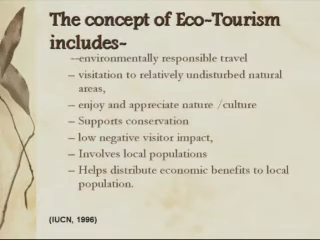 The concept of Eco-Tourism
includes-
--environmentally responsible travel
– visitation to relatively undisturbed natural
areas,
– enjoy and appreciate nature /culture
– Supports conservation
– low negative visitor impact,
– Involves local populations
– Helps distribute economic benefits to local
population.
(IUCN, 1996)